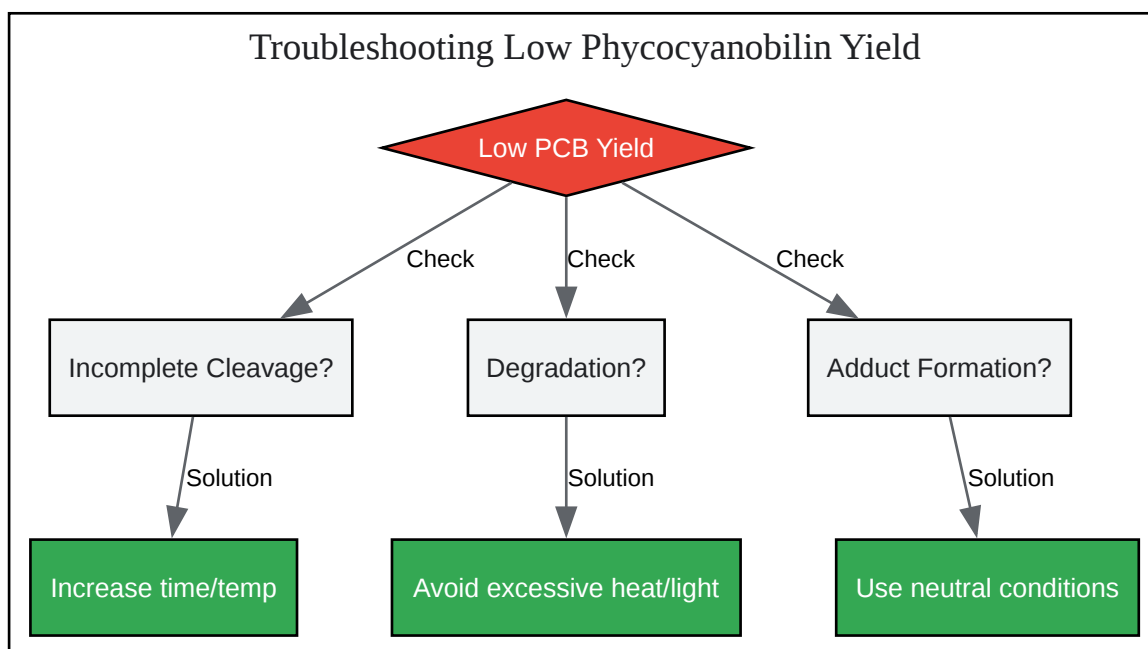 Troubleshooting Low Phycocyanobilin Yield
Low PCB Yield
Check
Check
Check
Incomplete Cleavage?
Degradation?
Adduct Formation?
Solution
Solution
Solution
Increase time/temp
Avoid excessive heat/light
Use neutral conditions